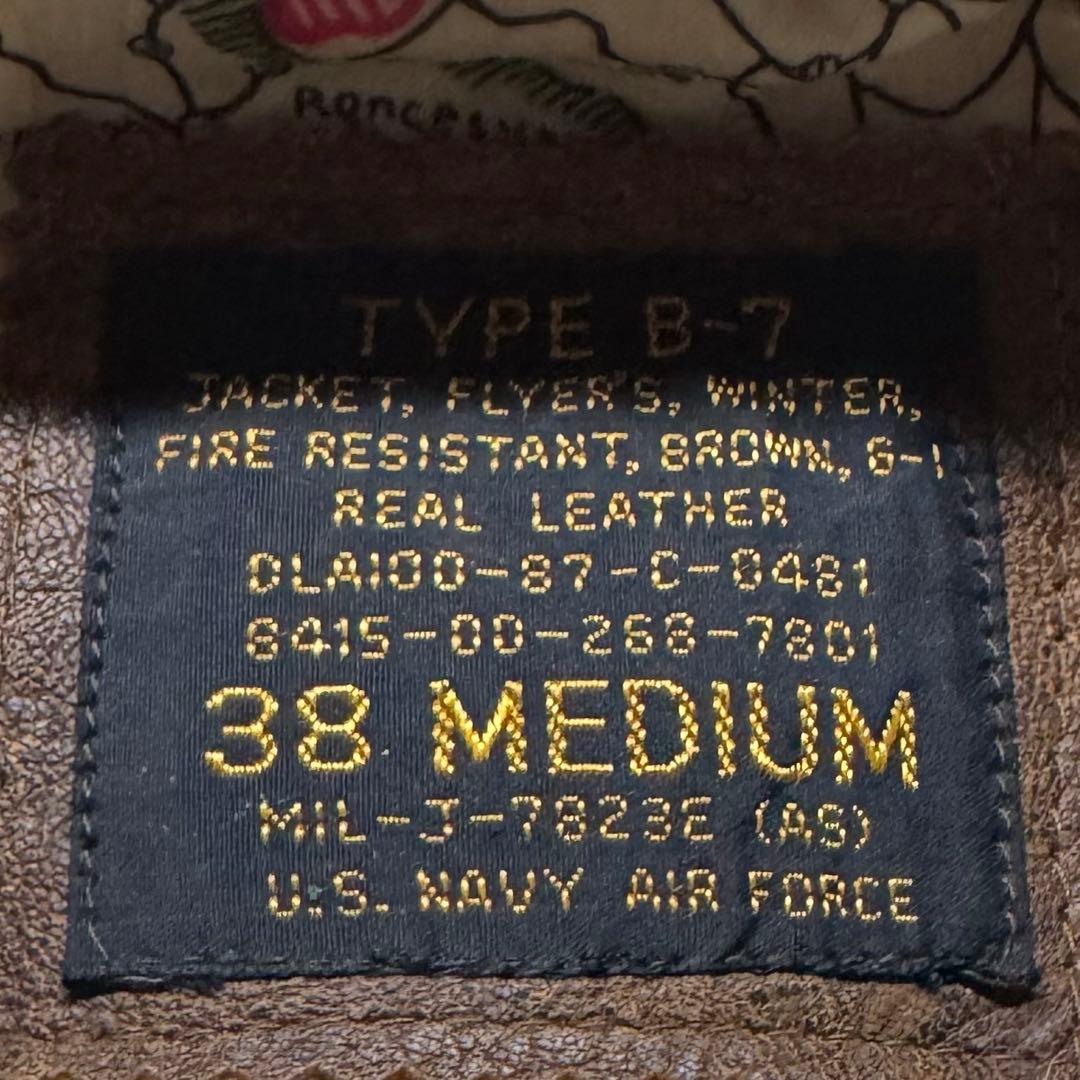 TYPE B-7
JACKET, FLYER'S, WINTER,
FIRE RESISTANT, BROWN, G-1
REAL LEATHER
DLA100-87-C-0481
8415-00-268-7801
38 MEDIUM
MIL-J-7823E (AS)
U.S. NAVY AIR FORCE